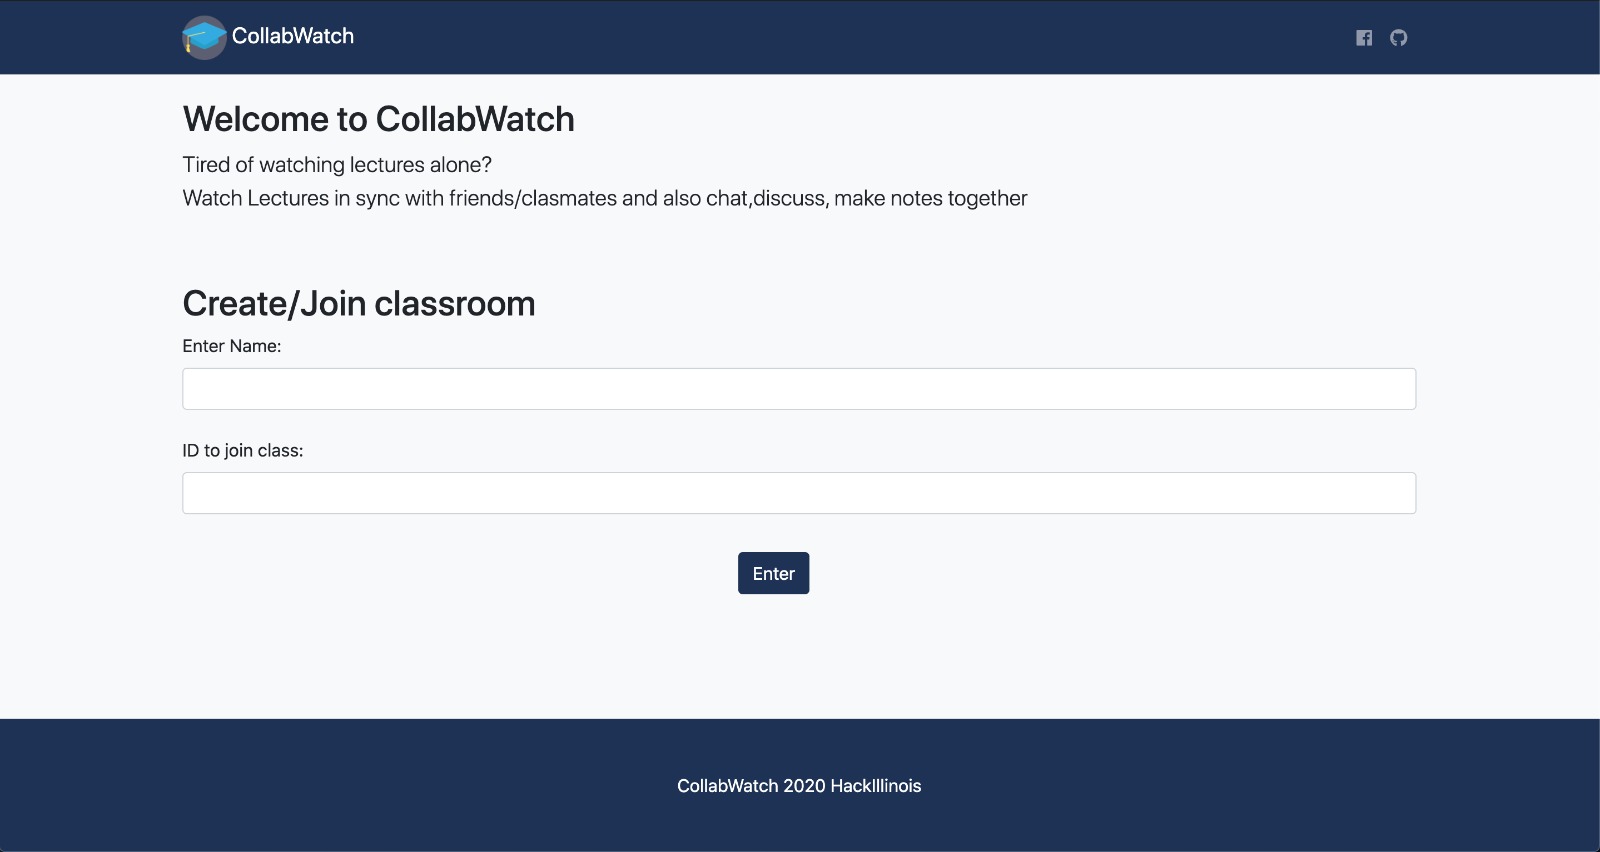 CollabWatch
Welcome to CollabWatch
Tired of watching lectures alone?
Watch Lectures in sync with friends/clasmates and also chat,discuss, make notes together
Create/Join classroom
Enter Name:
ID to join class:
Enter
CollabWatch 2020 HackIllinois